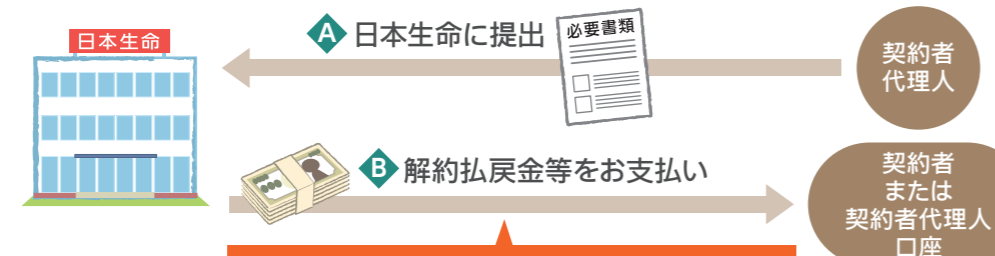 日本生命
A 日本生命に提出
必要書類
契約者
代理人
B 解約払戻金等をお支払い
契約者
または
契約者代理人
口座